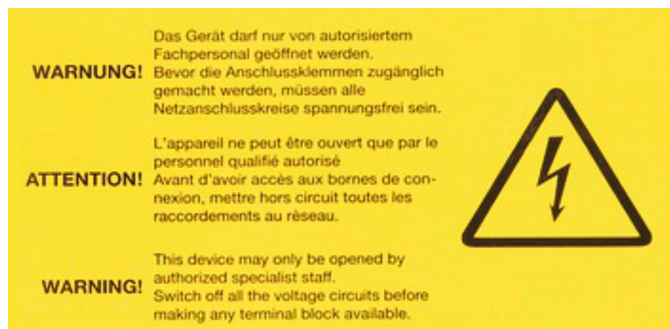 Das Gerät darf nur von autorisiertem
Fachpersonal geöffnet werden.
WARNUNG! Bevor die Anschlussklemmen zugänglich
gemacht werden, müssen alle
Netzanschlusskreise spannungsfrei sein.
L'appareil ne peut être ouvert que par le
personnel qualifié autorisé
ATTENTION! Avant d'avoir accès aux bornes de con-
nexion, mettre hors circuit toutes les
raccordements au rèseau.
This device may only be opened by
authorized specialist staff.
WARNING! Switch off all the voltage circuits before
making any terminal block available.